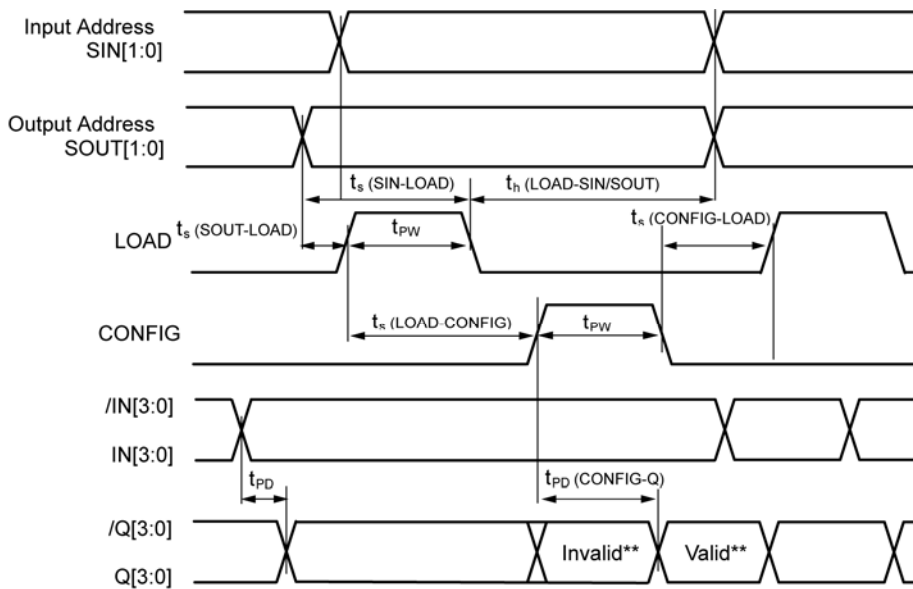 Input Address
SIN[1:0]
Output Address
SOUT[1:0]
ts (SIN-LOAD)
th (LOAD-SIN/SOUT)
ts (SOUT-LOAD)
ts (CONFIG-LOAD)
LOAD
tPW
ts (LOAD-CONFIG)
CONFIG
tPW
/IN[3:0]
IN[3:0]
tPD
tPD (CONFIG-Q)
/Q[3:0]
Invalid**
Valid**
Q[3:0]